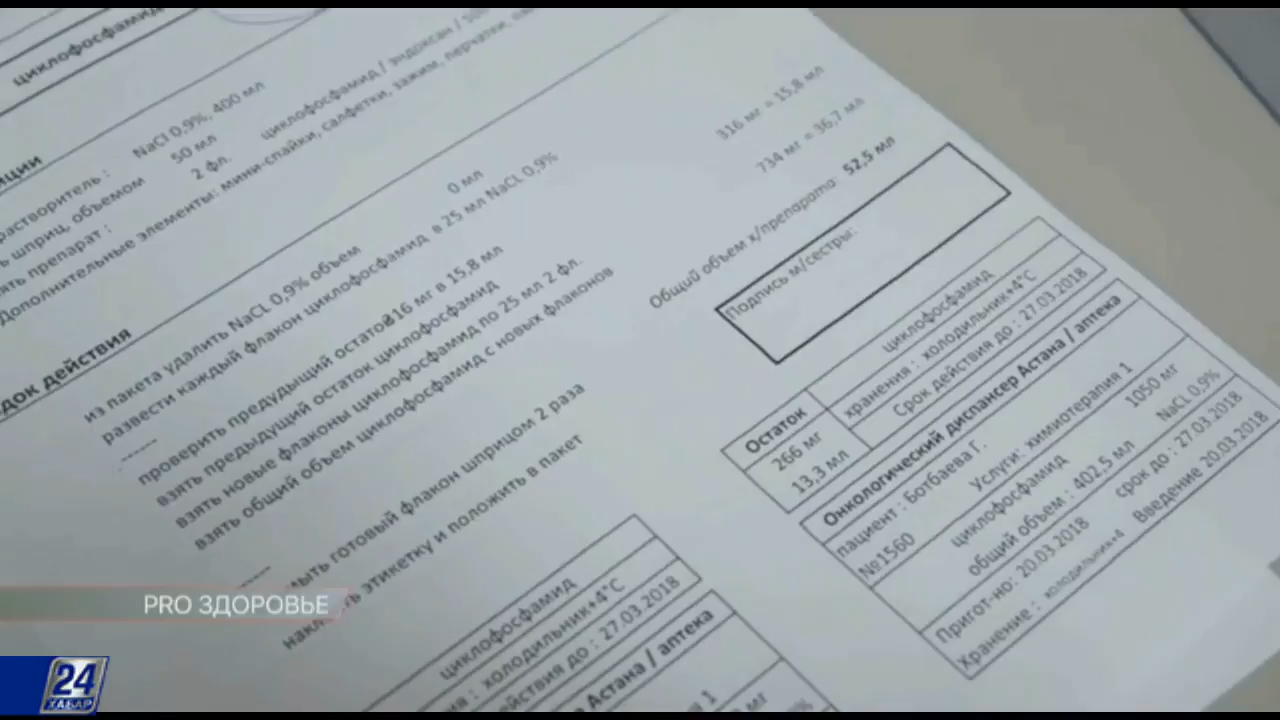 циклофосфамид
растворитель : NaCl 0,9%, 400 мл
шприц, объемом 50 мл
препарат : 2 фл. циклофосфамид / эндоксан /
Дополнительные элементы: мини-спайки, салфетки, зажим, перчатки,
действия
из пакета удалить NaCL 0,9% объем 0 мл
развести каждый флакон циклофосфамид в 25 мл NaCL 0,9%
проверить предудыщий остаток 316 мг в 15,8 мл
взять предыдущий остаток циклофосфамид 316 мг = 15,8 мл
взять новые флаконы циклофосфамид по 25 мл 2 фл. 734 мг = 36,7 мл
взять общий объем циклофосфамид с новых флаконов
Общий объем х/препарата: 52,5 мл
готовый флакон шприцом 2 раза
этикетку и положить в пакет
Подпись м/сестры:
Остаток
266 мг
13,3 мл
циклофосфамид
хранения : холодильник+4°C
Срок действия до : 27.03.2018
Онкологический диспансер Астана / аптека
пациент : Ботбаева Г.
№1560 Услуги: химиотерапия 1
циклофосфамид 1050 мг
общий объем : 402,5 мл NaCL 0,9%
Пригот-но: 20.03.2018 срок до : 27.03.2018
Хранение : холодильник+4 Введение 20.03.2018
циклофосфамид
холодильник+4°C
действия до : 27.03.2018
Астана / аптека
PRO ЗДОРОВЬЕ
24
ХАБАР